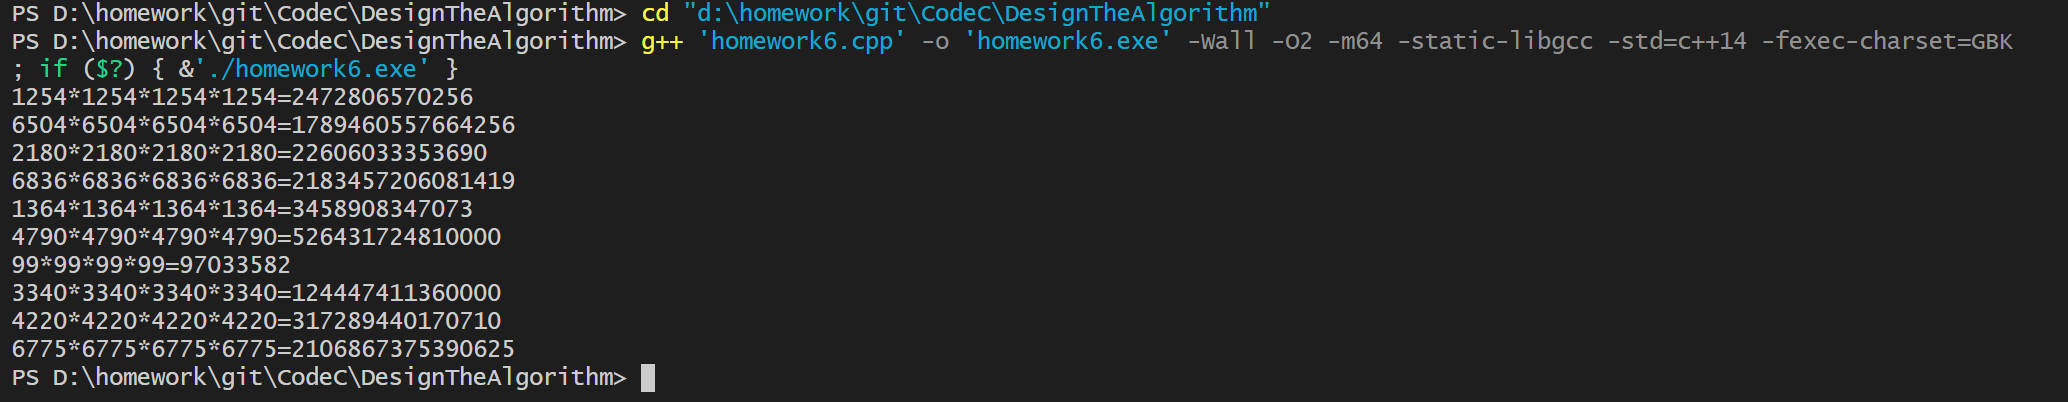 PS D:\homework\git\CodeC\DesignTheAlgorithm> cd "d:\homework\git\CodeC\DesignTheAlgorithm"
PS D:\homework\git\CodeC\DesignTheAlgorithm> g++ 'homework6.cpp' -o 'homework6.exe' -Wall -O2 -m64 -static-libgcc -std=c++14 -fexec-charset=GBK
; if ($?) { &'./homework6.exe' }
1254*1254*1254*1254=2472806570256
6504*6504*6504*6504=1789460557664256
2180*2180*2180*2180=22606033353690
6836*6836*6836*6836=2183457206081419
1364*1364*1364*1364=3458908347073
4790*4790*4790*4790=526431724810000
99*99*99*99=97033582
3340*3340*3340*3340=124447411360000
4220*4220*4220*4220=317289440170710
6775*6775*6775*6775=2106867375390625
PS D:\homework\git\CodeC\DesignTheAlgorithm>